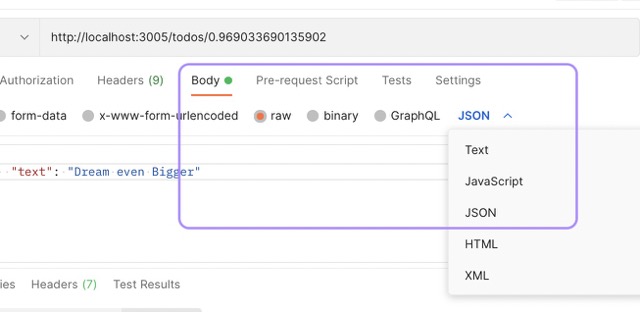 http://localhost:3005/todos/0.969033690135902
Authorization Headers (9) Body Pre-request Script Tests Settings
form-data x-www-form-urlencoded raw binary GraphQL JSON
Text
JavaScript
"text": "Dream even Bigger"
JSON
HTML
XML
Headers (7) Test Results